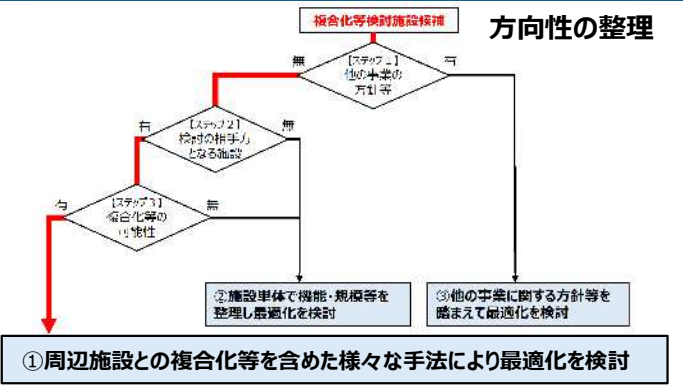 方向性の整理
複合化等検討施設候補
無
【ステップ1】
他の事業の
方針等
有
有
【ステップ2】
検討の相手方
となる施設
無
有
【ステップ3】
複合化等の
可能性
無
②施設単体で機能・規模等を
整理し最適化を検討
③他の事業に関する方針等を
踏まえて最適化を検討
①周辺施設との複合化等を含めた様々な手法により最適化を検討